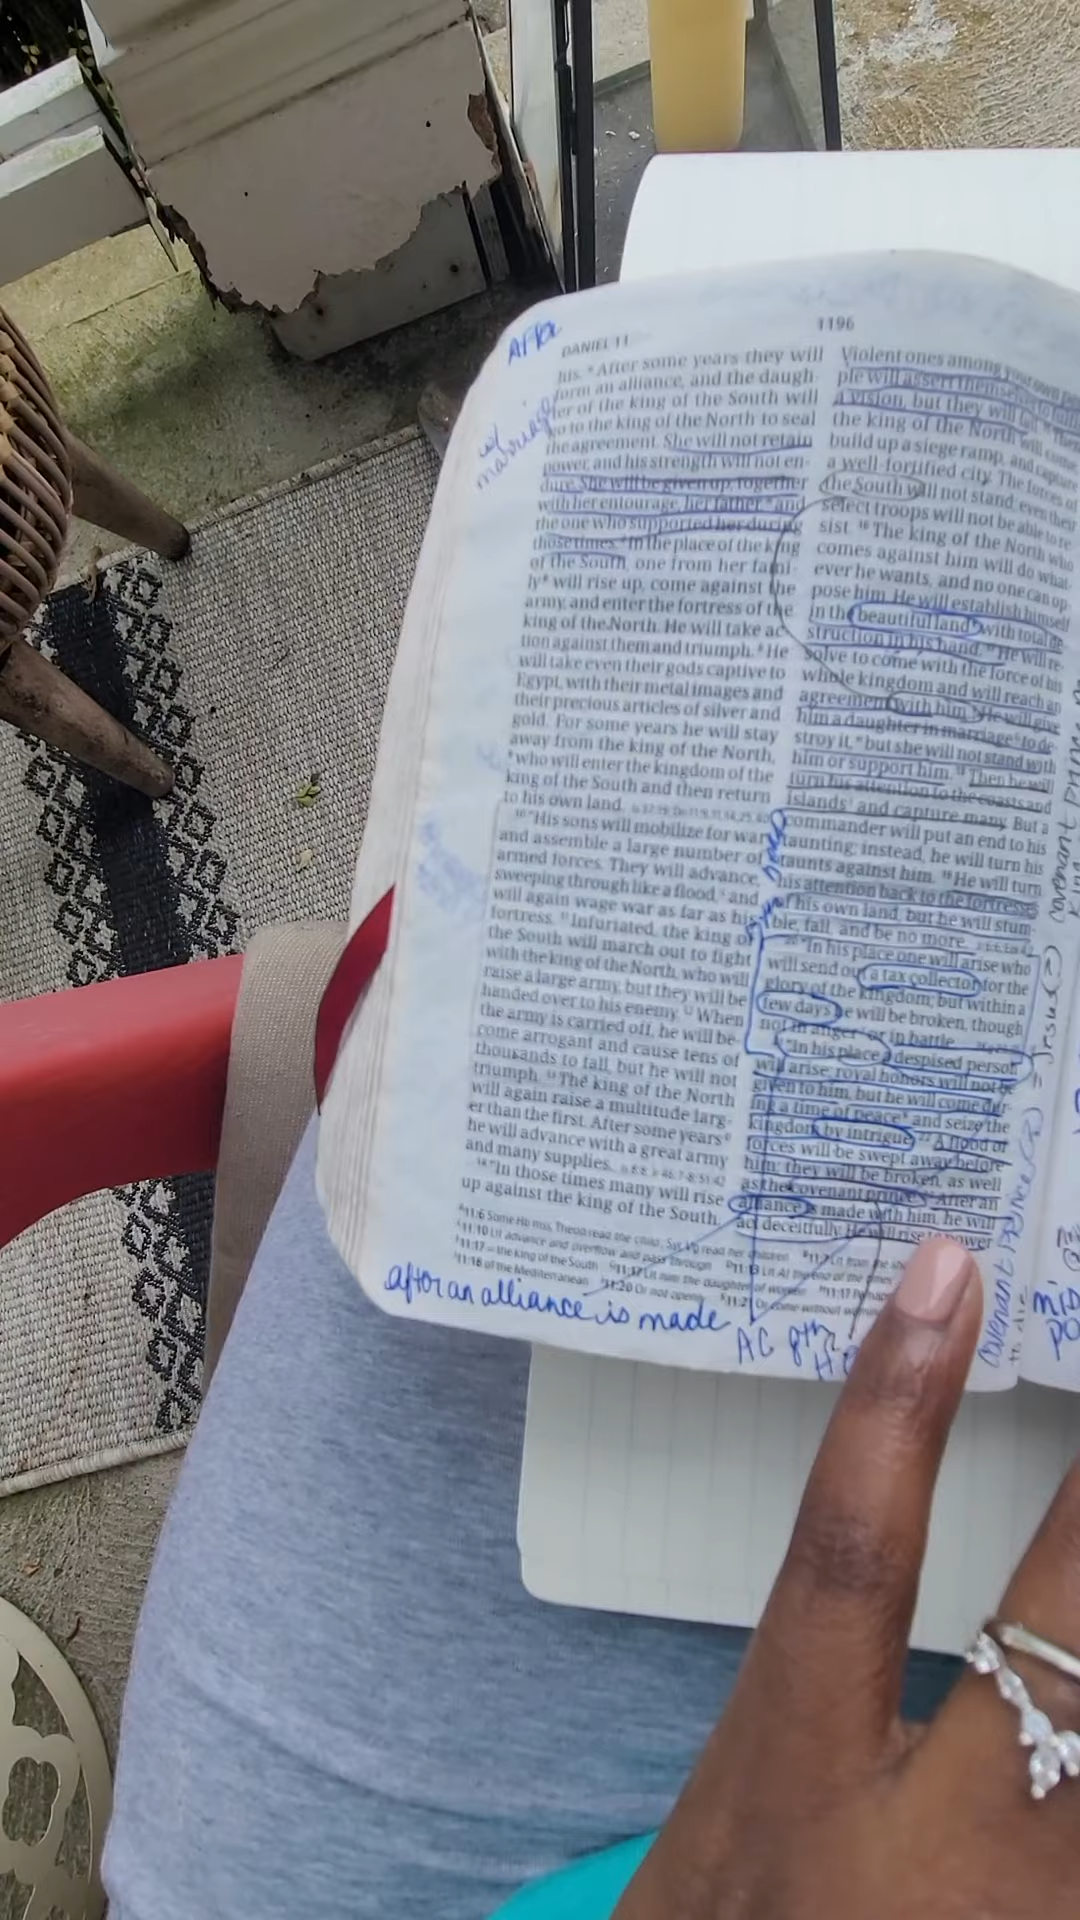 After
DANIEL 11
1196
w/
marriage
his. ⁶ After some years they will
form an alliance, and the daugh
ter of the king of the South will
go to the king of the North to seal
the agreement. She will not retain
power, and his strength will not en-
dure. She will be given up, together
with her entourage, her father, and
the one who supported her during
those times. ⁷ In the place of the king
of the South, one from her fami-
ly will rise up, come against the
army, and enter the fortress of the
king of the North. He will take ac-
tion against them and triumph. ⁸ He
will take even their gods captive to
Egypt, with their metal images and
their precious articles of silver and
gold. For some years he will stay
away from the king of the North,
⁹ who will enter the kingdom of the
king of the South and then return
to his own land.
¹⁰ "His sons will mobilize for war
and assemble a large number of
armed forces. They will advance,
sweeping through like a flood, and
will again wage war as far as his
fortress. ¹¹ Infuriated, the king of
the South will march out to fight
with the king of the North, who will
raise a large army, but they will be
handed over to his enemy. ¹² When
the army is carried off, he will be-
come arrogant and cause tens of
thousands to fall, but he will not
triumph. ¹³ The king of the North
will again raise a multitude larg-
er than the first. After some years
he will advance with a great army
and many supplies.
¹⁴ "In those times many will rise
up against the king of the South.
Violent ones among your own peo
ple will assert themselves to fulfill
a vision, but they will fail. ¹⁵ Then
the king of the North will come,
build up a siege ramp, and capture
a well-fortified city. The forces of
the South will not stand; even their
select troops will not be able to re-
sist. ¹⁶ The king of the North who
comes against him will do what-
ever he wants, and no one can op-
pose him. He will establish himself
in the beautiful land with total de-
struction in his hand. ¹⁷ He will re-
solve to come with the force of his
whole kingdom and will reach an
agreement with him. He will give
him a daughter in marriage to de-
stroy it, but she will not stand with
him or support him. ¹⁸ Then he will
turn his attention to the coasts and
islands and capture many. But a
commander will put an end to his
taunting; instead, he will turn his
taunts against him. ¹⁹ He will turn
his attention back to the fortresses
of his own land, but he will stum-
ble, fall, and be no more.
²⁰ "In his place one will arise who
will send out a tax collector for the
glory of the kingdom; but within a
few days he will be broken, though
not in anger or in battle.
²¹ "In his place a despised person
will arise; royal honors will not be
given to him, but he will come dur-
ing a time of peace and seize the
kingdom by intrigue. ²² A flood of
forces will be swept away before
him; they will be broken, as well
as the covenant prince. ²³ After an
alliance is made with him, he will
act deceitfully. He will rise to power
after an alliance is made
AC 8th
covenant prince
Jesus (?)
covenant prince (?)